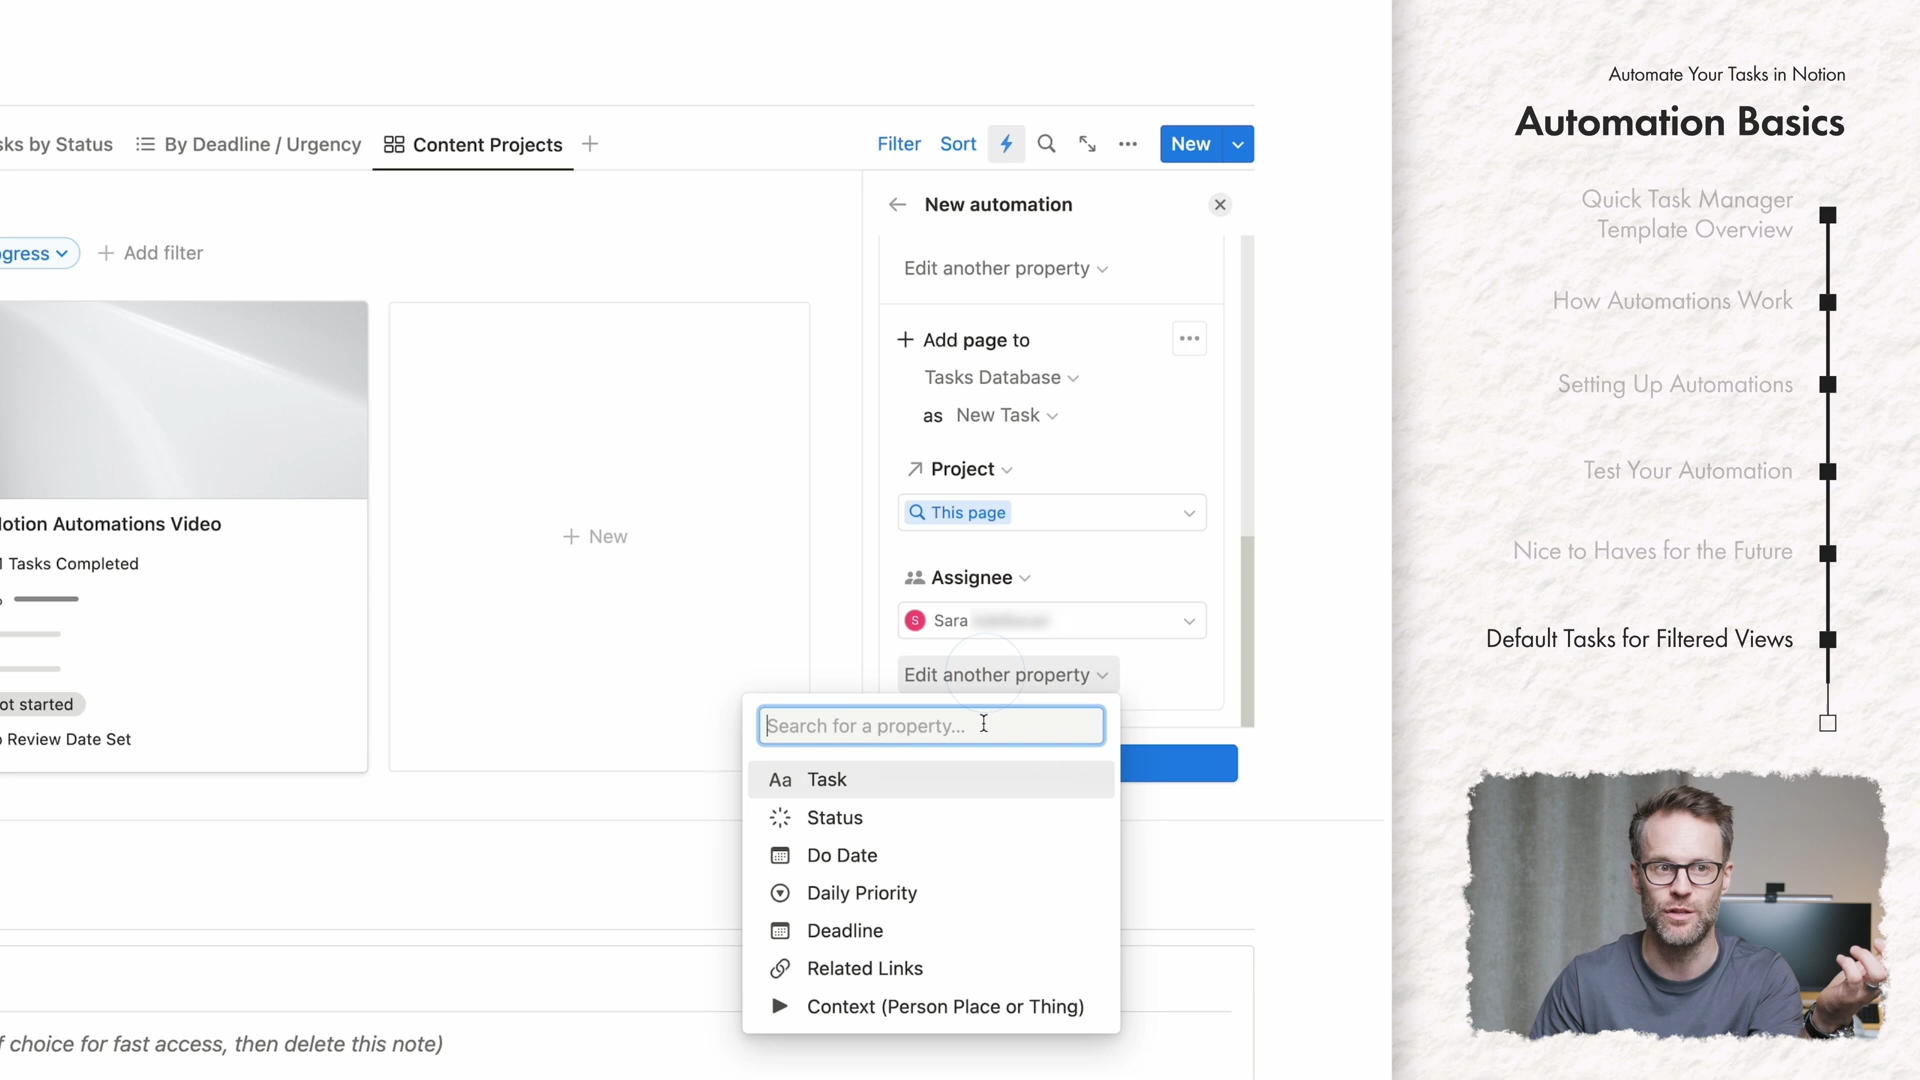 sks by Status
By Deadline / Urgency
Content Projects
Filter
Sort
New
New automation
gress
Add filter
Edit another property
Add page to
Tasks Database
as New Task
Project
This page
Assignee
S Sara
Edit another property
Search for a property...
Aa Task
Status
Do Date
Daily Priority
Deadline
Related Links
Context (Person Place or Thing)
New
lotion Automations Video
Tasks Completed
ot started
Review Date Set
f choice for fast access, then delete this note)
Automate Your Tasks in Notion
Automation Basics
Quick Task Manager
Template Overview
How Automations Work
Setting Up Automations
Test Your Automation
Nice to Haves for the Future
Default Tasks for Filtered Views